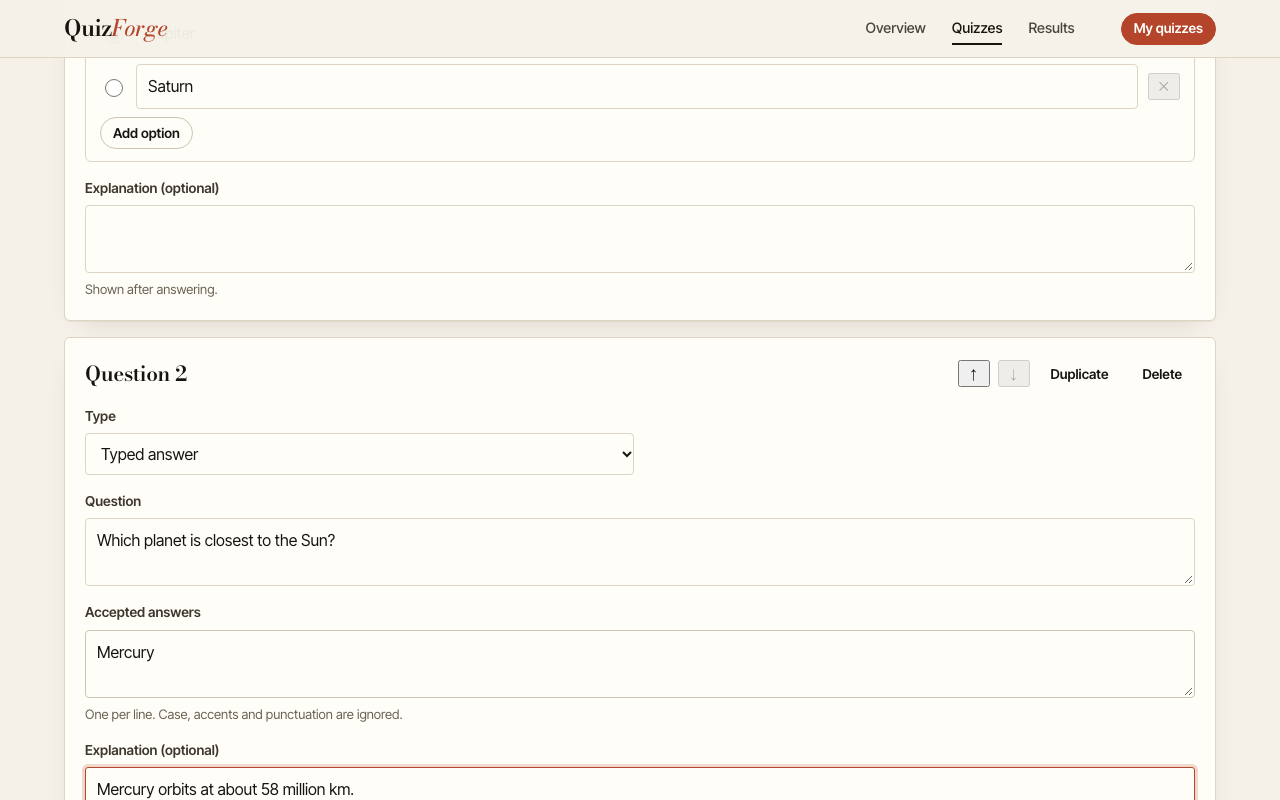 QuizForge
Overview
Quizzes
Results
My quizzes
Saturn
×
Add option
Explanation (optional)
Shown after answering.
Question 2
↑
↓
Duplicate
Delete
Type
Typed answer
Question
Which planet is closest to the Sun?
Accepted answers
Mercury
One per line. Case, accents and punctuation are ignored.
Explanation (optional)
Mercury orbits at about 58 million km.